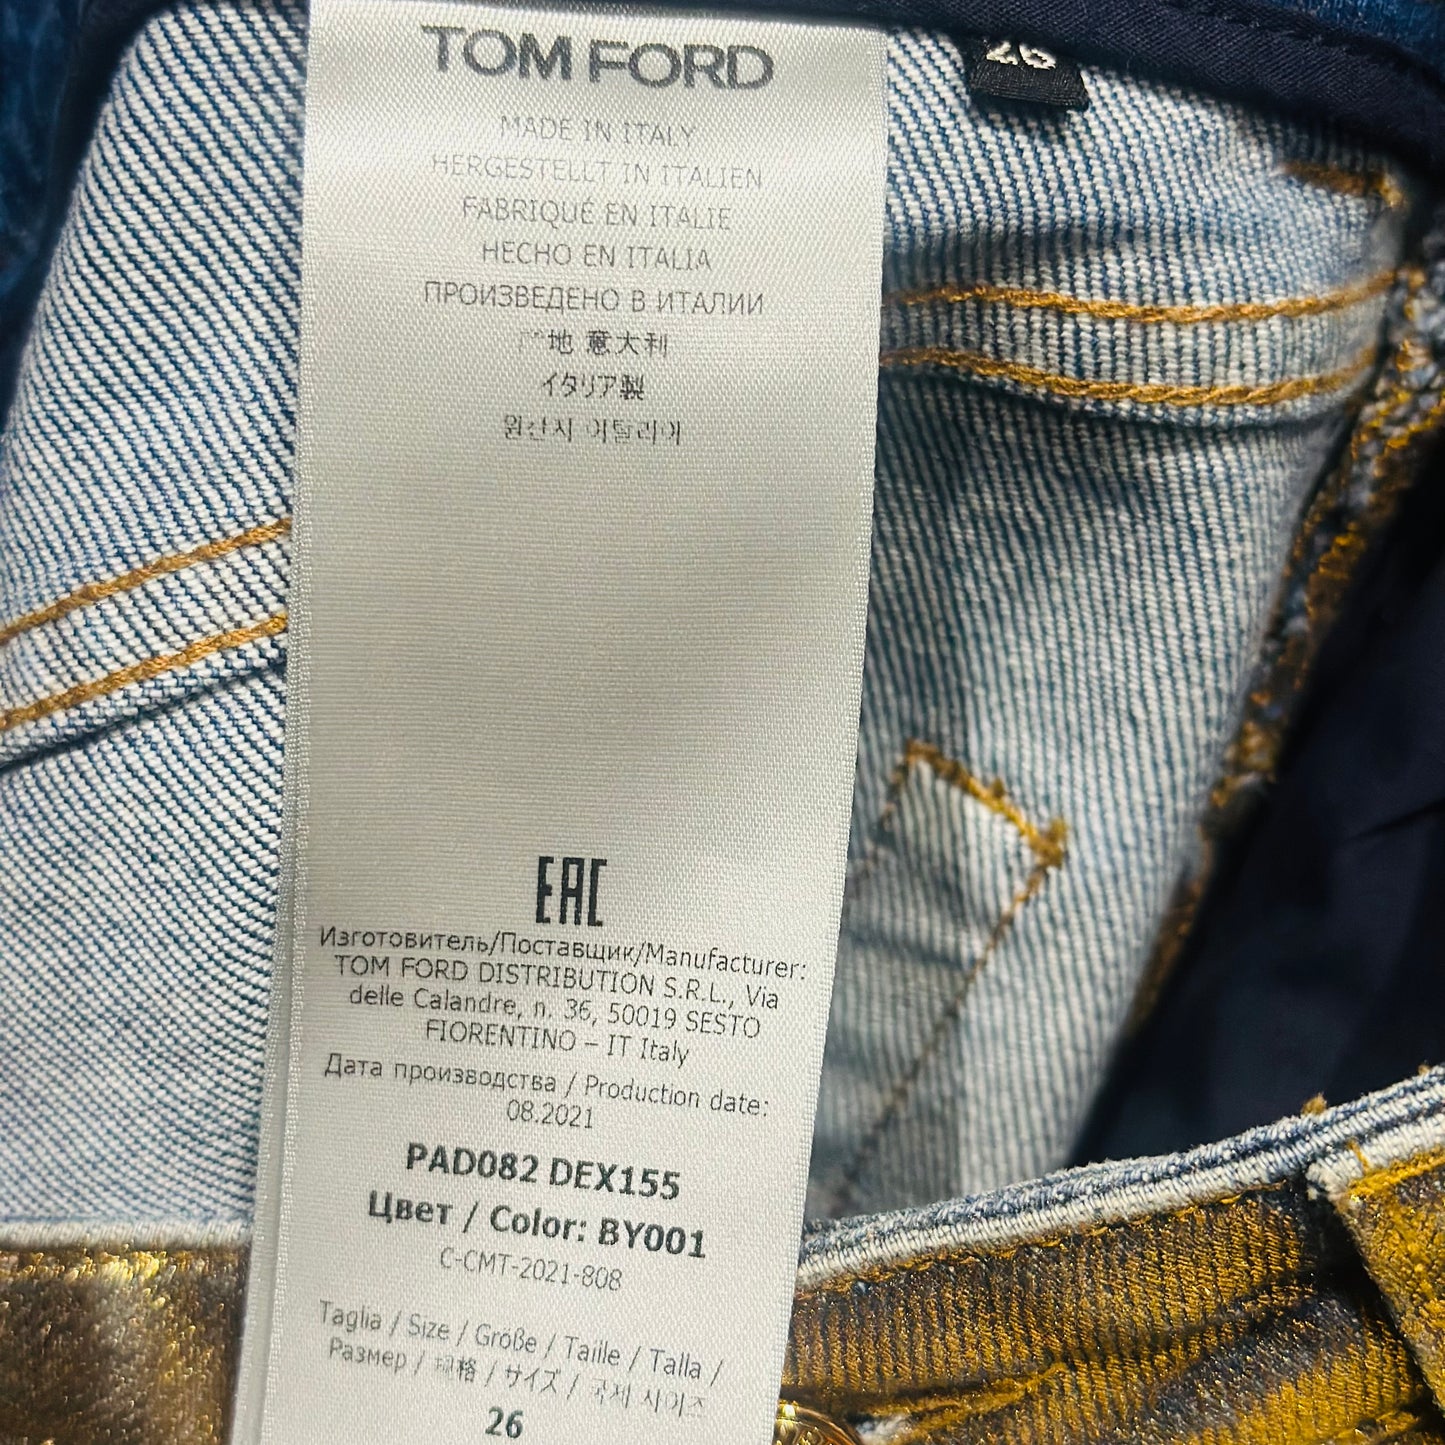 TOM FORD
26
MADE IN ITALY
HERGESTELLT IN ITALIEN
FABRIQUÉ EN ITALIE
HECHO EN ITALIA
ПРОИЗВЕДЕНО В ИТАЛИИ
地 意大利
イタリア製
원산지 이탈리아
EAC
Изготовитель/Поставщик/Manufacturer:
TOM FORD DISTRIBUTION S.R.L., Via
delle Calandre, n. 36, 50019 SESTO
FIORENTINO – IT Italy
Дата производства / Production date:
08.2021
PAD082 DEX155
Цвет / Color: BY001
C-CMT-2021-808
Taglia / Size / Größe / Taille / Talla /
Размер / / サイズ / 국제 사이즈
26